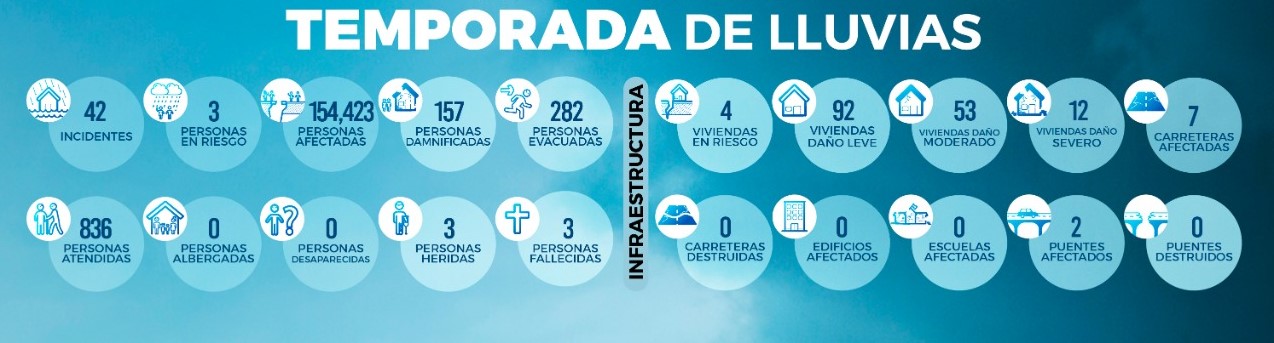 TEMPORADA DE LLUVIAS
42
INCIDENTES
3
PERSONAS
EN RIESGO
154,423
PERSONAS
AFECTADAS
157
PERSONAS
DAMNIFICADAS
282
PERSONAS
EVACUADAS
836
PERSONAS
ATENDIDAS
0
PERSONAS
ALBERGADAS
0
PERSONAS
DESAPARECIDAS
3
PERSONAS
HERIDAS
3
PERSONAS
FALLECIDAS
INFRAESTRUCTURA
4
VIVIENDAS
EN RIESGO
92
VIVIENDAS
DAÑO LEVE
53
VIVIENDAS DAÑO
MODERADO
12
VIVIENDAS DAÑO
SEVERO
7
CARRETERAS
AFECTADAS
0
CARRETERAS
DESTRUIDAS
0
EDIFICIOS
AFECTADOS
0
ESCUELAS
AFECTADAS
2
PUENTES
AFECTADOS
0
PUENTES
DESTRUIDOS